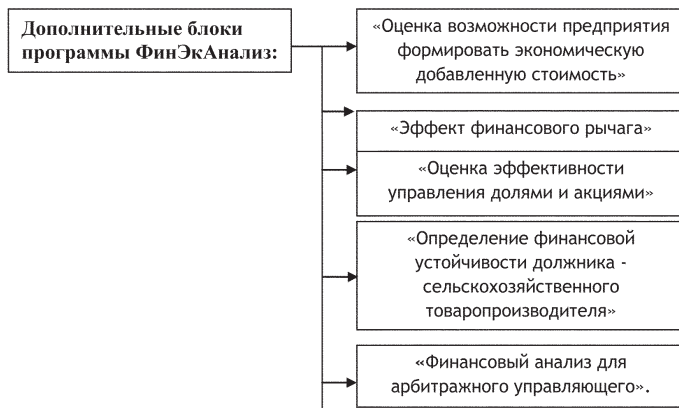 Дополнительные блоки
программы ФинЭкАнализ:
«Оценка возможности предприятия
формировать экономическую
добавленную стоимость»
«Эффект финансового рычага»
«Оценка эффективности
управления долями и акциями»
«Определение финансовой
устойчивости должника -
сельскохозяйственного
товаропроизводителя»
«Финансовый анализ для
арбитражного управляющего».